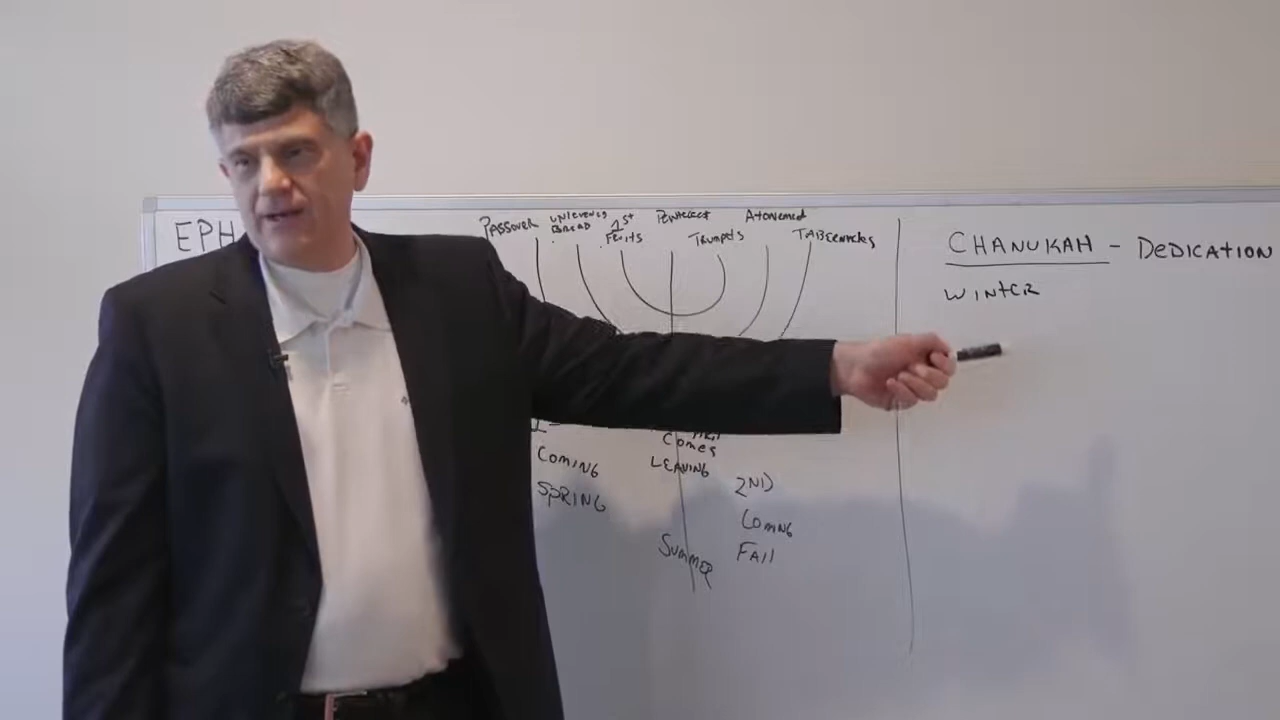 EPH
PASSOVER
UNLEVENED
BREAD
1st
FRUITS
PENTECOST
TRUMPETS
Atonement
TABERNACLES
CHANUKAH - DEDICATION
WINTER
COMING
SPRING
COMES
LEAVING
SUMMER
2ND
COMING
FAll